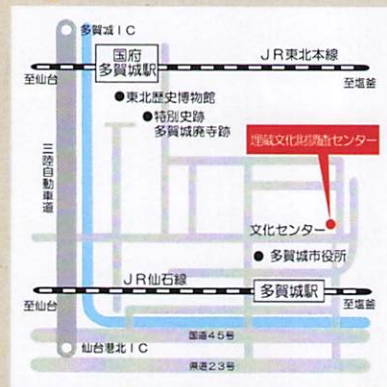 多賀城IC
国府
多賀城駅
JR東北本線
至仙台
至塩釜
東北歴史博物館
特別史跡
多賀城廃寺跡
埋蔵文化財調査センター
三陸自動車道
文化センター
多賀城市役所
JR仙石線
至仙台
多賀城駅
至塩釜
国道45号
仙台港北IC
県道23号